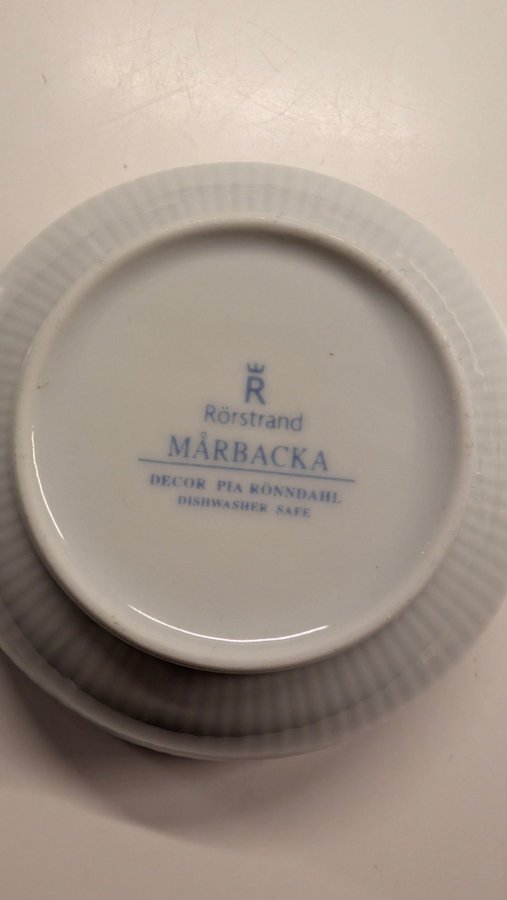 R
Rörstrand
MÅRBACKA
DECOR PIA RÖNNDAHL
DISHWASHER SAFE